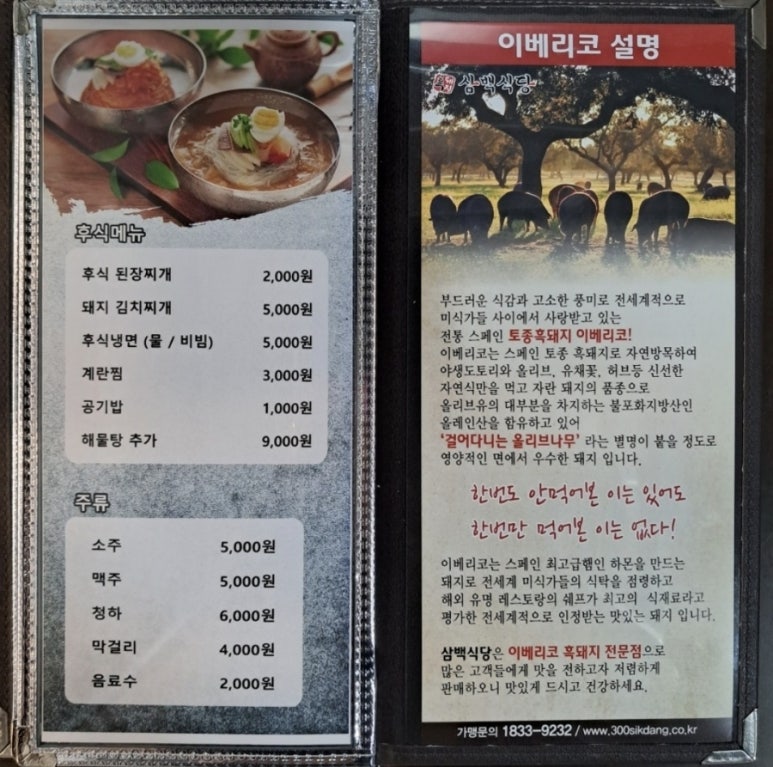 후식메뉴
후식 된장찌개 2,000원
돼지 김치찌개 5,000원
후식냉면 (물 / 비빔) 5,000원
계란찜 3,000원
공기밥 1,000원
해물탕 추가 9,000원
주류
소주 5,000원
맥주 5,000원
청하 6,000원
막걸리 4,000원
음료수 2,000원
이베리코 설명
삼백식당
부드러운 식감과 고소한 풍미로 전세계적으로
미식가들 사이에서 사랑받고 있는
전통 스페인 토종흑돼지 이베리코!
이베리코는 스페인 토종 흑돼지로 자연방목하여
야생도토리와 올리브, 유채꽃, 허브등 신선한
자연식만을 먹고 자란 돼지의 품종으로
올리브유의 대부분을 차지하는 불포화지방산인
올레인산을 함유하고 있어
‘걸어다니는 올리브나무’ 라는 별명이 붙을 정도로
영양적인 면에서 우수한 돼지 입니다.
한번도 안먹어본 이는 있어도
한번만 먹어본 이는 없다!
이베리코는 스페인 최고급햄인 하몬을 만드는
돼지로 전세계 미식가들의 식탁을 점령하고
해외 유명 레스토랑의 쉐프가 최고의 식재료라고
평가한 전세계적으로 인정받는 맛있는 돼지 입니다.
삼백식당은 이베리코 흑돼지 전문점으로
많은 고객들에게 맛을 전하고자 저렴하게
판매하오니 맛있게 드시고 건강하세요.
가맹문의 1833-9232 / www.300sikdang.co.kr